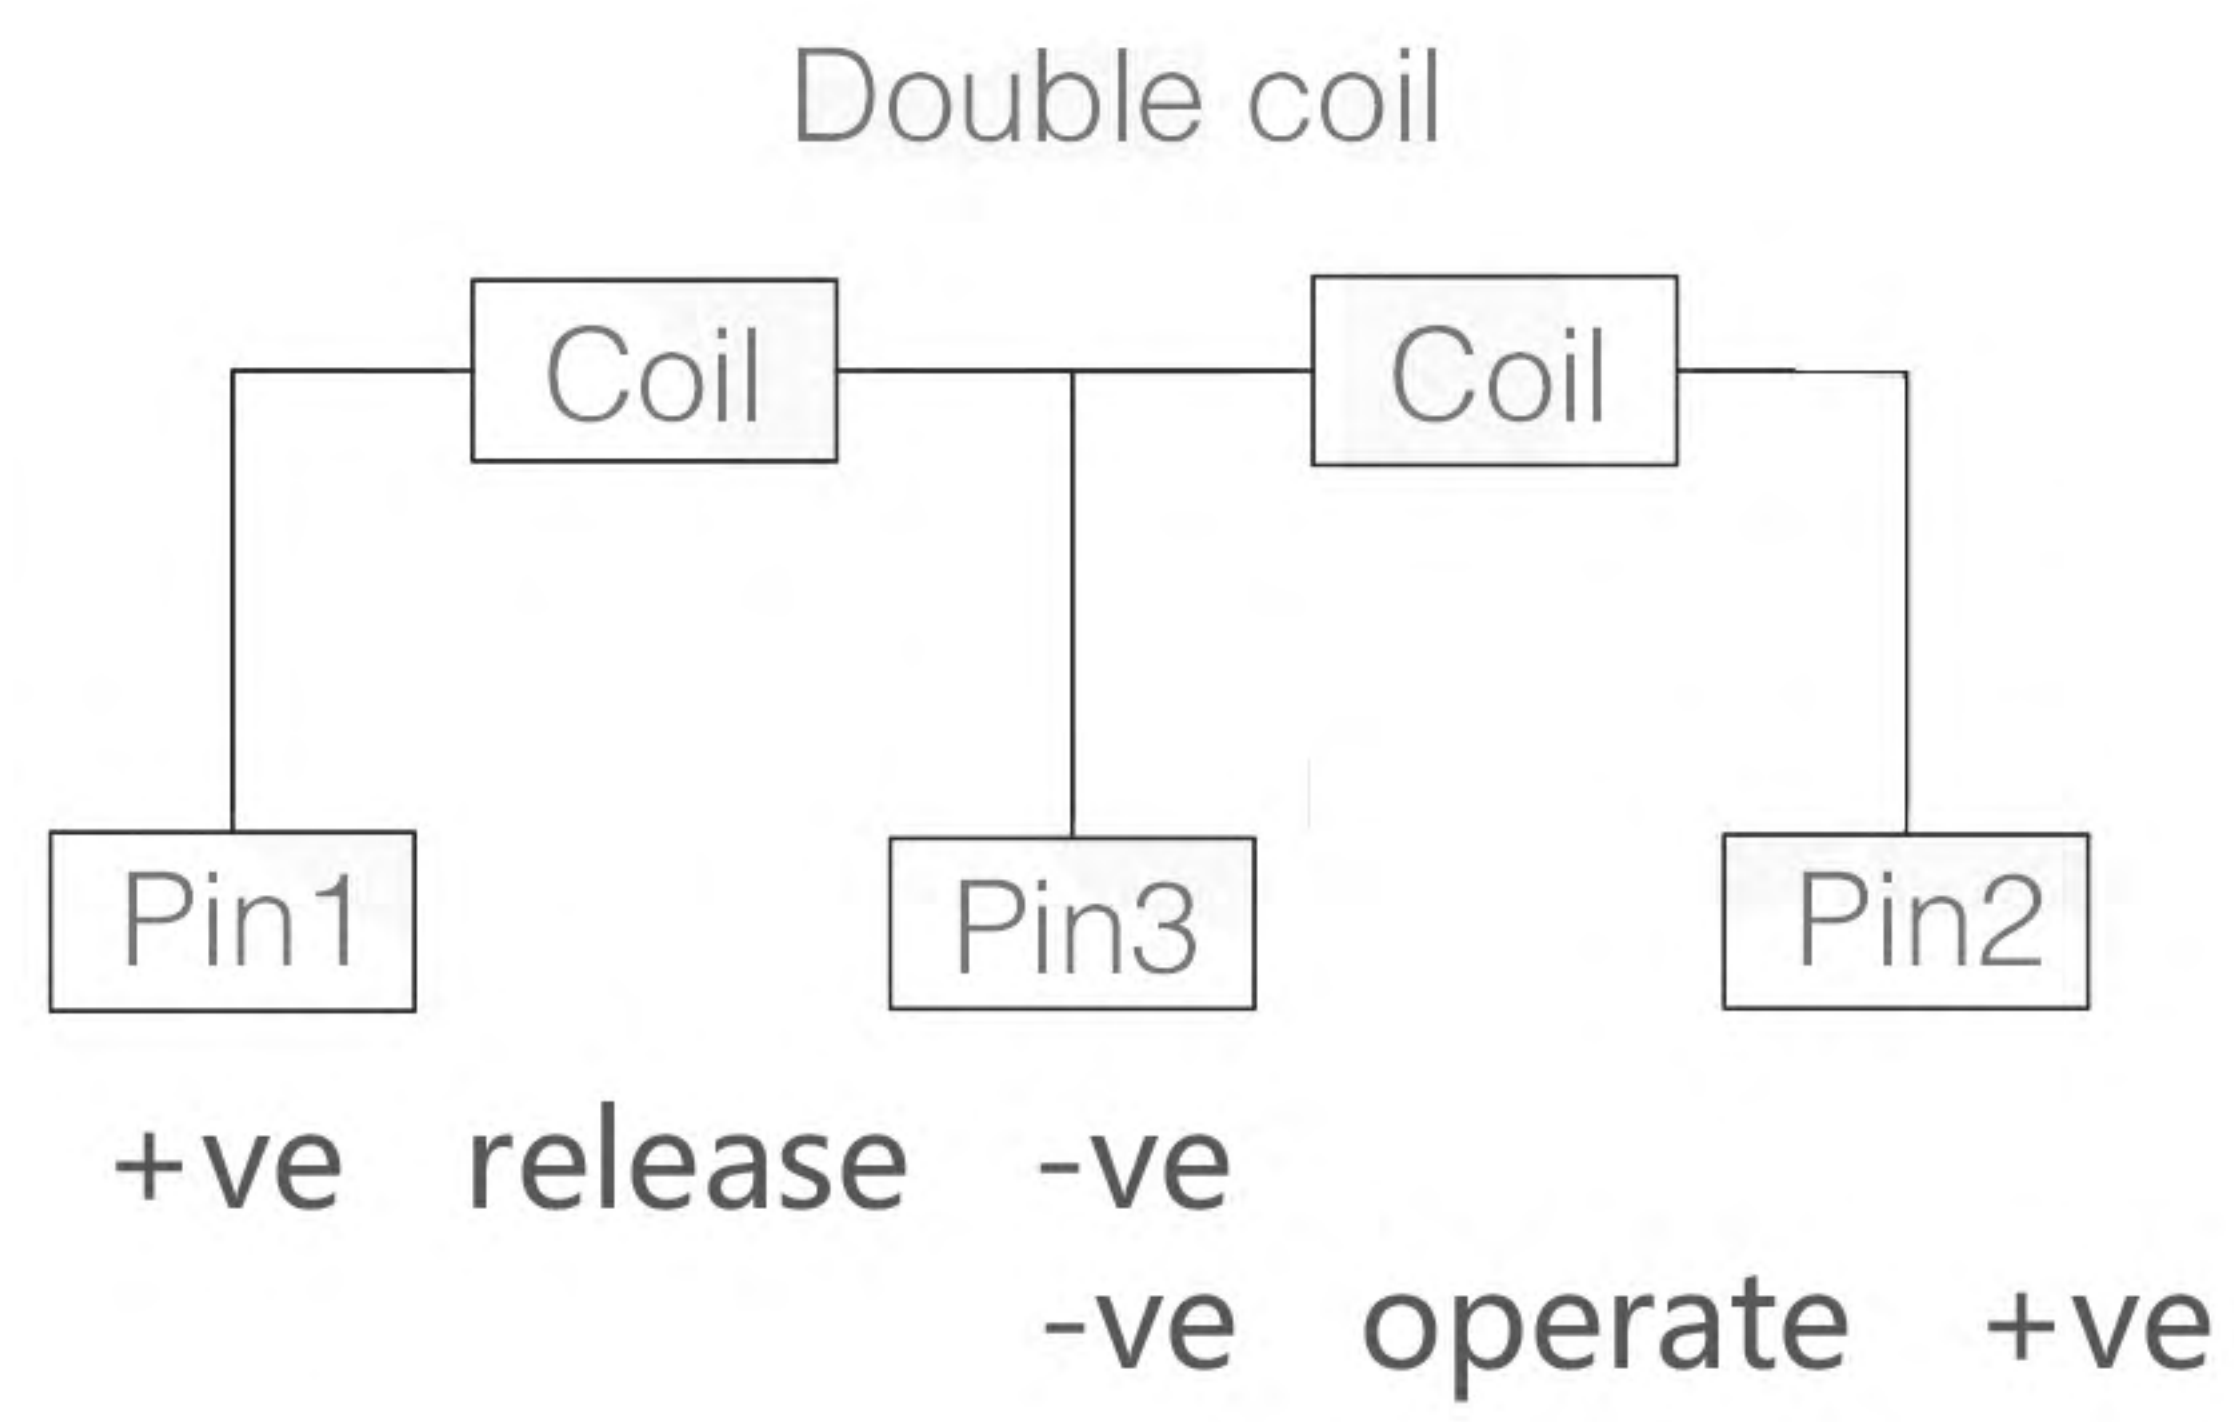 Double coil
Coil Coil
Pin1 Pin3 Pin2
+ve release -ve
-ve operate +ve